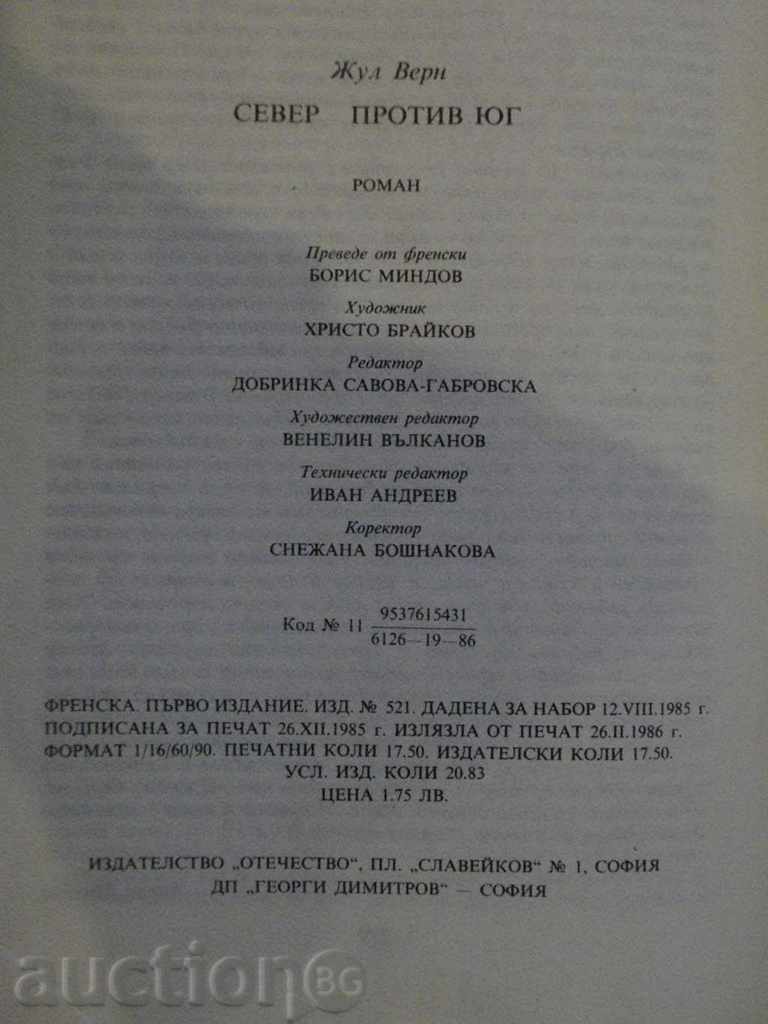 Жул Верн
СЕВЕР ПРОТИВ ЮГ
РОМАН
Преведе от френски
БОРИС МИНДОВ
Художник
ХРИСТО БРАЙКОВ
Редактор
ДОБРИНКА САВОВА-ГАБРОВСКА
Художествен редактор
ВЕНЕЛИН ВЪЛКАНОВ
Технически редактор
ИВАН АНДРЕЕВ
Коректор
СНЕЖАНА БОШНАКОВА
Код № 11 9537615431
6126—19—86
ФРЕНСКА. ПЪРВО ИЗДАНИЕ. ИЗД. № 521. ДАДЕНА ЗА НАБОР 12.VIII.1985 г.
ПОДПИСАНА ЗА ПЕЧАТ 26.XII.1985 г. ИЗЛЯЗЛА ОТ ПЕЧАТ 26.II.1986 г.
ФОРМАТ 1/16/60/90. ПЕЧАТНИ КОЛИ 17.50. ИЗДАТЕЛСКИ КОЛИ 17.50.
УСЛ. ИЗД. КОЛИ 20.83
ЦЕНА 1.75 ЛВ.
ИЗДАТЕЛСТВО „ОТЕЧЕСТВО“, ПЛ. „СЛАВЕЙКОВ“ № 1, СОФИЯ
ДП „ГЕОРГИ ДИМИТРОВ“ — СОФИЯ
auctionBG